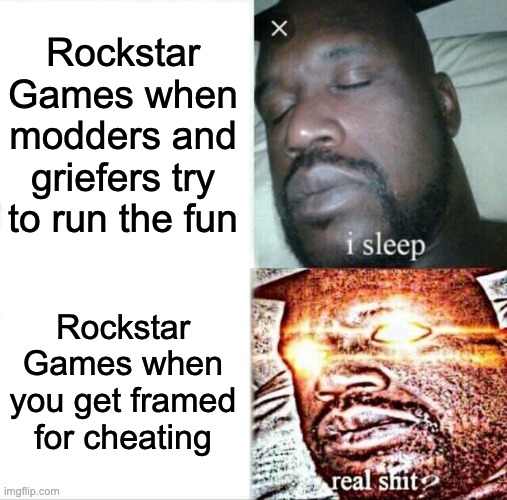 Rockstar
Games when
modders and
griefers try
to run the fun
i sleep
Rockstar
Games when
you get framed
for cheating
real shit?
imgflip.com